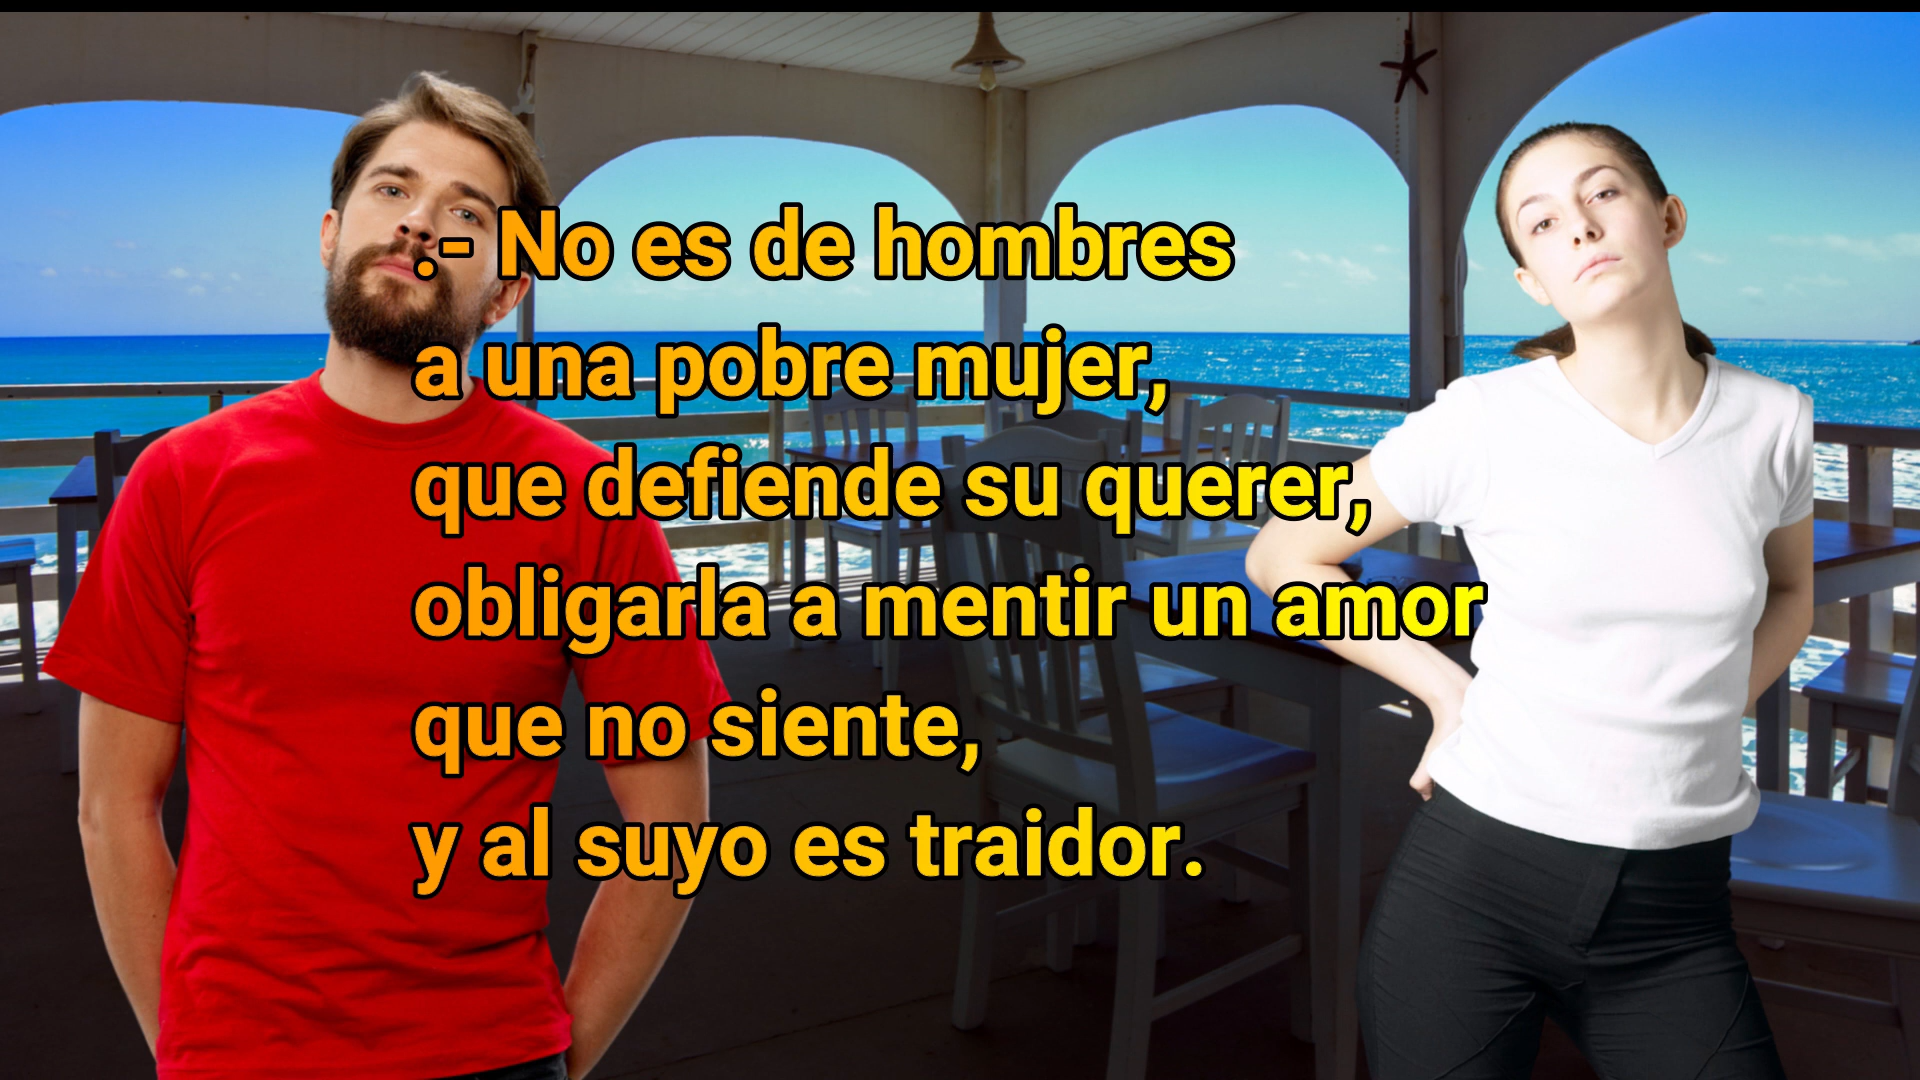 .- No es de hombres
a una pobre mujer,
que defiende su querer,
obligarla a mentir un amor
que no siente,
y al suyo es traidor.